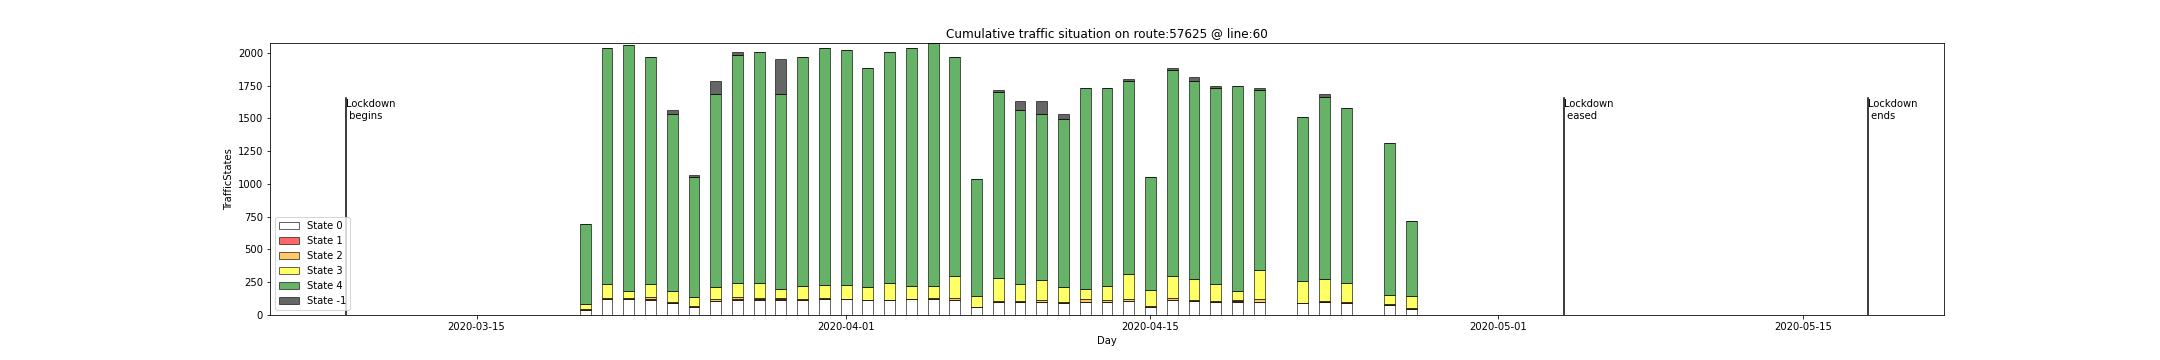 Cumulative traffic situation on route:57625 @ line:60
TrafficStates
2000
1750
1500
1250
1000
750
500
250
0
Lockdown
begins
Lockdown
eased
Lockdown
ends
State 0
State 1
State 2
State 3
State 4
State -1
2020-03-15
2020-04-01
2020-04-15
2020-05-01
2020-05-15
Day